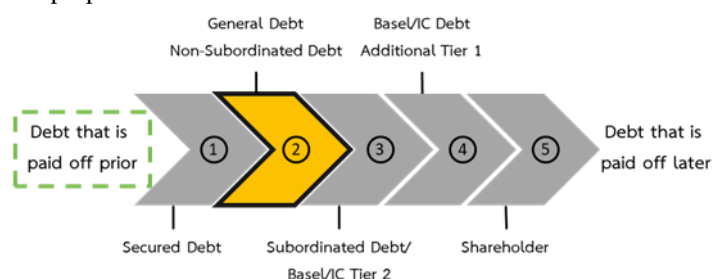 General Debt
Non-Subordinated Debt
Basel/IC Debt
Additional Tier 1
Debt that is
paid off prior
1
2
3
4
5
Debt that is
paid off later
Secured Debt
Subordinated Debt/
Basel/IC Tier 2
Shareholder